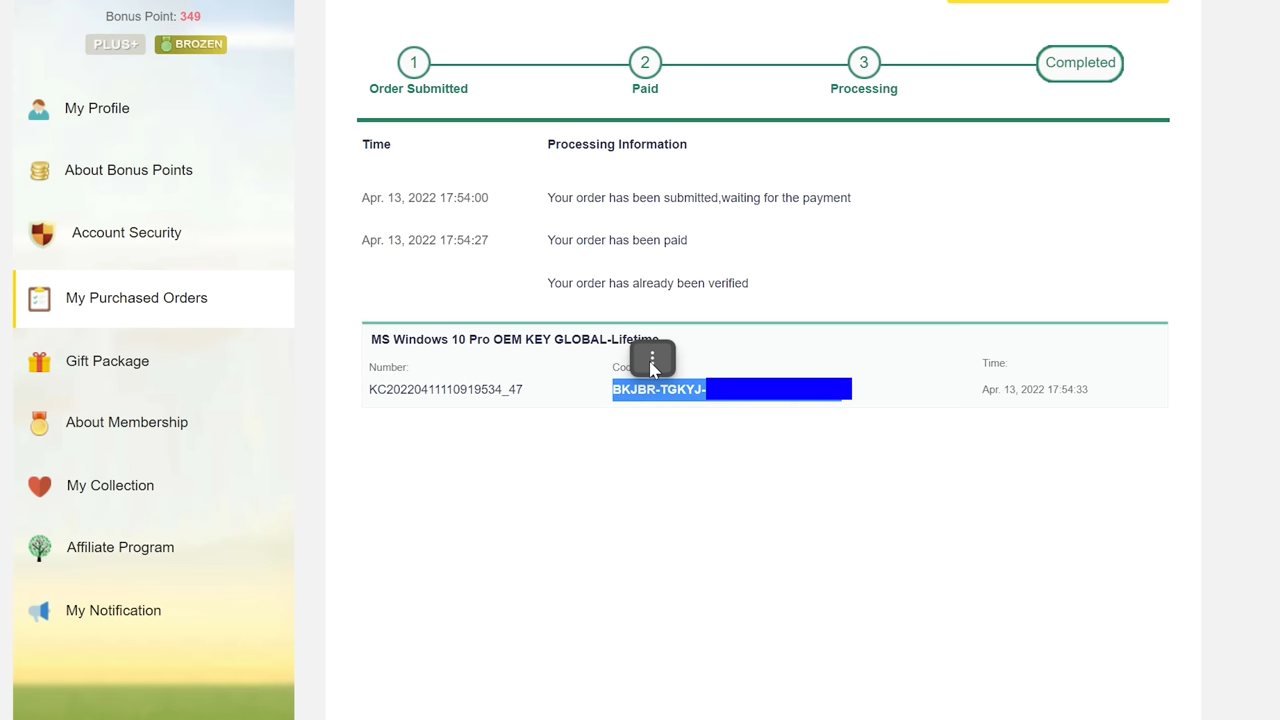 Bonus Point: 349
PLUS+ BROZEN
My Profile
About Bonus Points
Account Security
My Purchased Orders
Gift Package
About Membership
My Collection
Affiliate Program
My Notification
1 2 3 Completed
Order Submitted Paid Processing
Time Processing Information
Apr. 13, 2022 17:54:00 Your order has been submitted,waiting for the payment
Apr. 13, 2022 17:54:27 Your order has been paid
Your order has already been verified
MS Windows 10 Pro OEM KEY GLOBAL-Lifetime
Number: Time:
KC20220411110919534_47 BKJBR-TGKYJ- Apr. 13, 2022 17:54:33